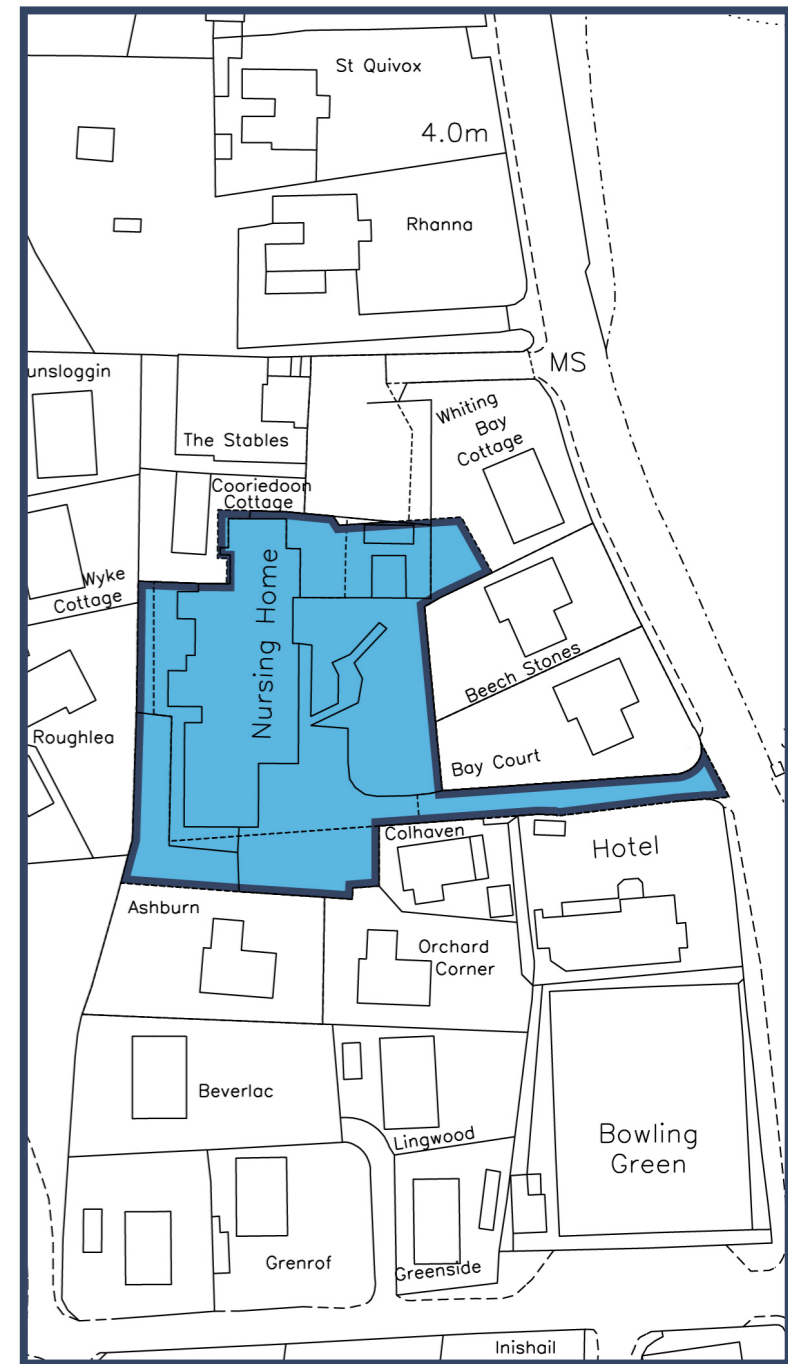 St Quivox
4.0m
Rhanna
MS
unsloggin
Whiting
Bay
Cottage
The Stables
Cooriedoon
Cottage
Wyke
Cottage
Nursing Home
Beech Stones
Roughlea
Bay Court
Colhaven
Hotel
Ashburn
Orchard
Corner
Beverlac
Lingwood
Bowling
Green
Grenrof
Greenside
Inishail